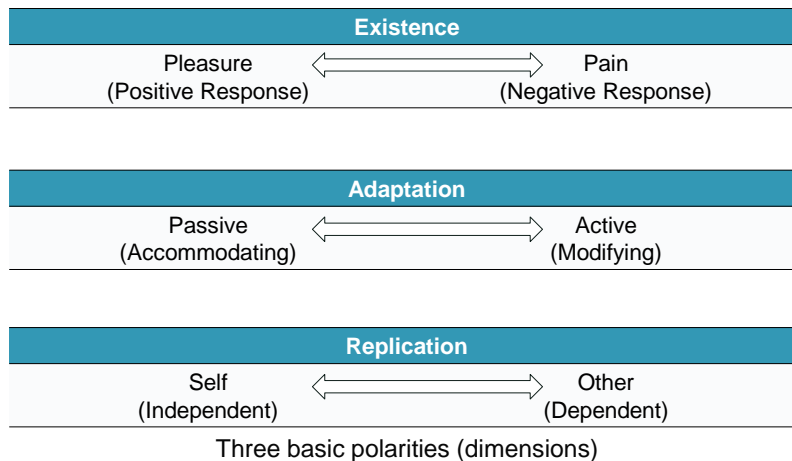 Existence
Pleasure Pain
(Positive Response) (Negative Response)
Adaptation
Passive Active
(Accommodating) (Modifying)
Replication
Self Other
(Independent) (Dependent)
Three basic polarities (dimensions)